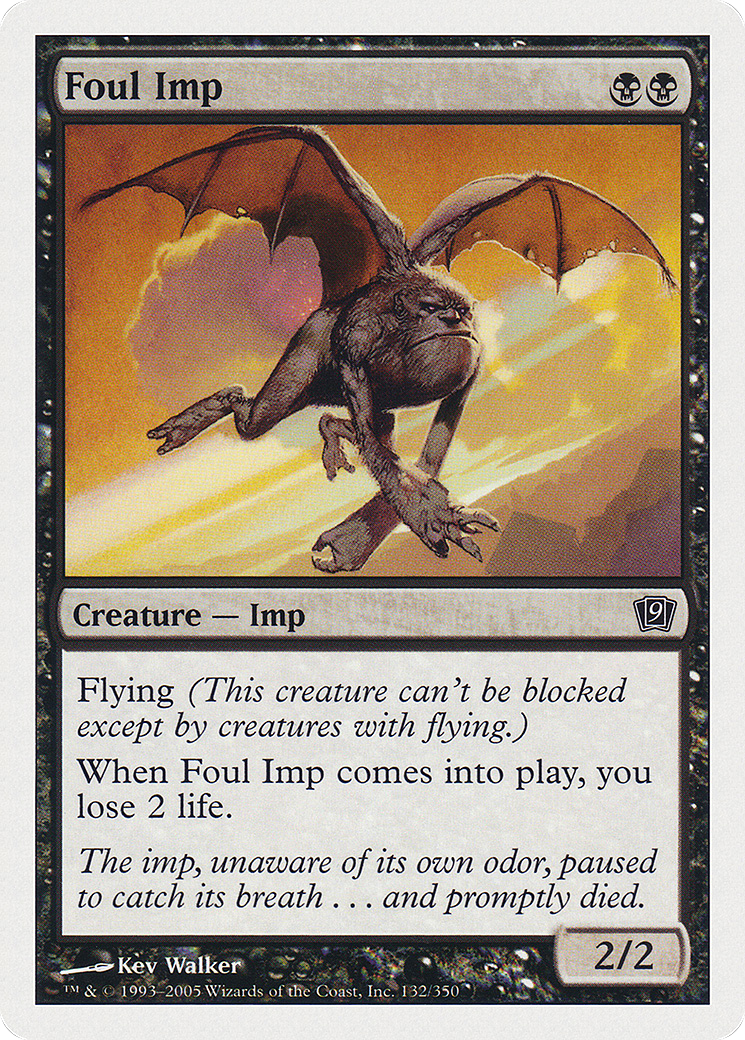 Foul Imp
Creature — Imp
9
Flying (This creature can't be blocked
except by creatures with flying.)
When Foul Imp comes into play, you
lose 2 life.
The imp, unaware of its own odor, paused
to catch its breath . . . and promptly died.
2/2
Kev Walker
™ & © 1993–2005 Wizards of the Coast, Inc. 132/350